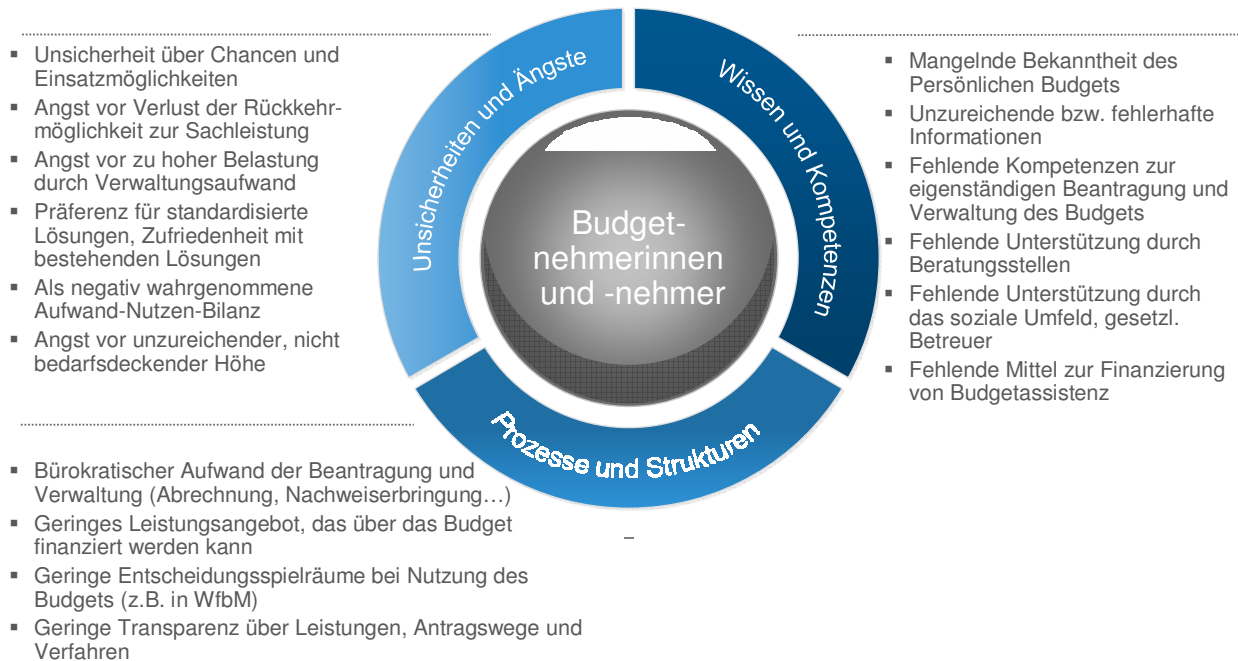 Unsicherheiten und Ängste
▪ Unsicherheit über Chancen und
Einsatzmöglichkeiten
▪ Angst vor Verlust der Rückkehr-
möglichkeit zur Sachleistung
▪ Angst vor zu hoher Belastung
durch Verwaltungsaufwand
▪ Präferenz für standardisierte
Lösungen, Zufriedenheit mit
bestehenden Lösungen
▪ Als negativ wahrgenommene
Aufwand-Nutzen-Bilanz
▪ Angst vor unzureichender, nicht
bedarfsdeckender Höhe
Budget-
nehmerinnen
und -nehmer
Wissen und Kompetenzen
▪ Mangelnde Bekanntheit des
Persönlichen Budgets
▪ Unzureichende bzw. fehlerhafte
Informationen
▪ Fehlende Kompetenzen zur
eigenständigen Beantragung und
Verwaltung des Budgets
▪ Fehlende Unterstützung durch
Beratungsstellen
▪ Fehlende Unterstützung durch
das soziale Umfeld, gesetzl.
Betreuer
▪ Fehlende Mittel zur Finanzierung
von Budgetassistenz
Prozesse und Strukturen
▪ Bürokratischer Aufwand der Beantragung und
Verwaltung (Abrechnung, Nachweiserbringung…)
▪ Geringes Leistungsangebot, das über das Budget
finanziert werden kann
▪ Geringe Entscheidungsspielräume bei Nutzung des
Budgets (z.B. in WfbM)
▪ Geringe Transparenz über Leistungen, Antragswege und
Verfahren
–